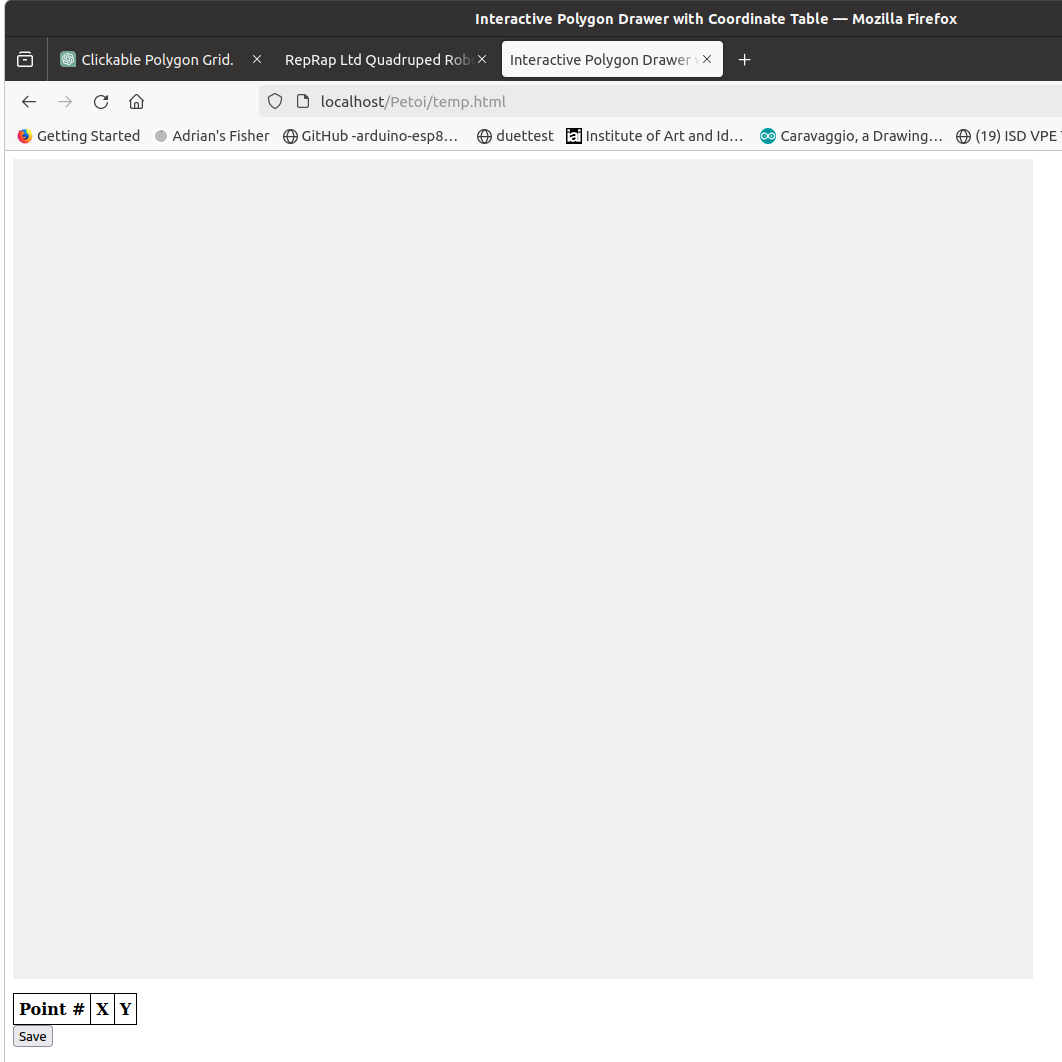 Interactive Polygon Drawer with Coordinate Table — Mozilla Firefox
Clickable Polygon Grid.
RepRap Ltd Quadruped Rob
Interactive Polygon Drawer
localhost/Petoi/temp.html
Getting Started
Adrian's Fisher
GitHub -arduino-esp8…
duettest
Institute of Art and Id…
Caravaggio, a Drawing…
(19) ISD VPE
Point # X Y
Save